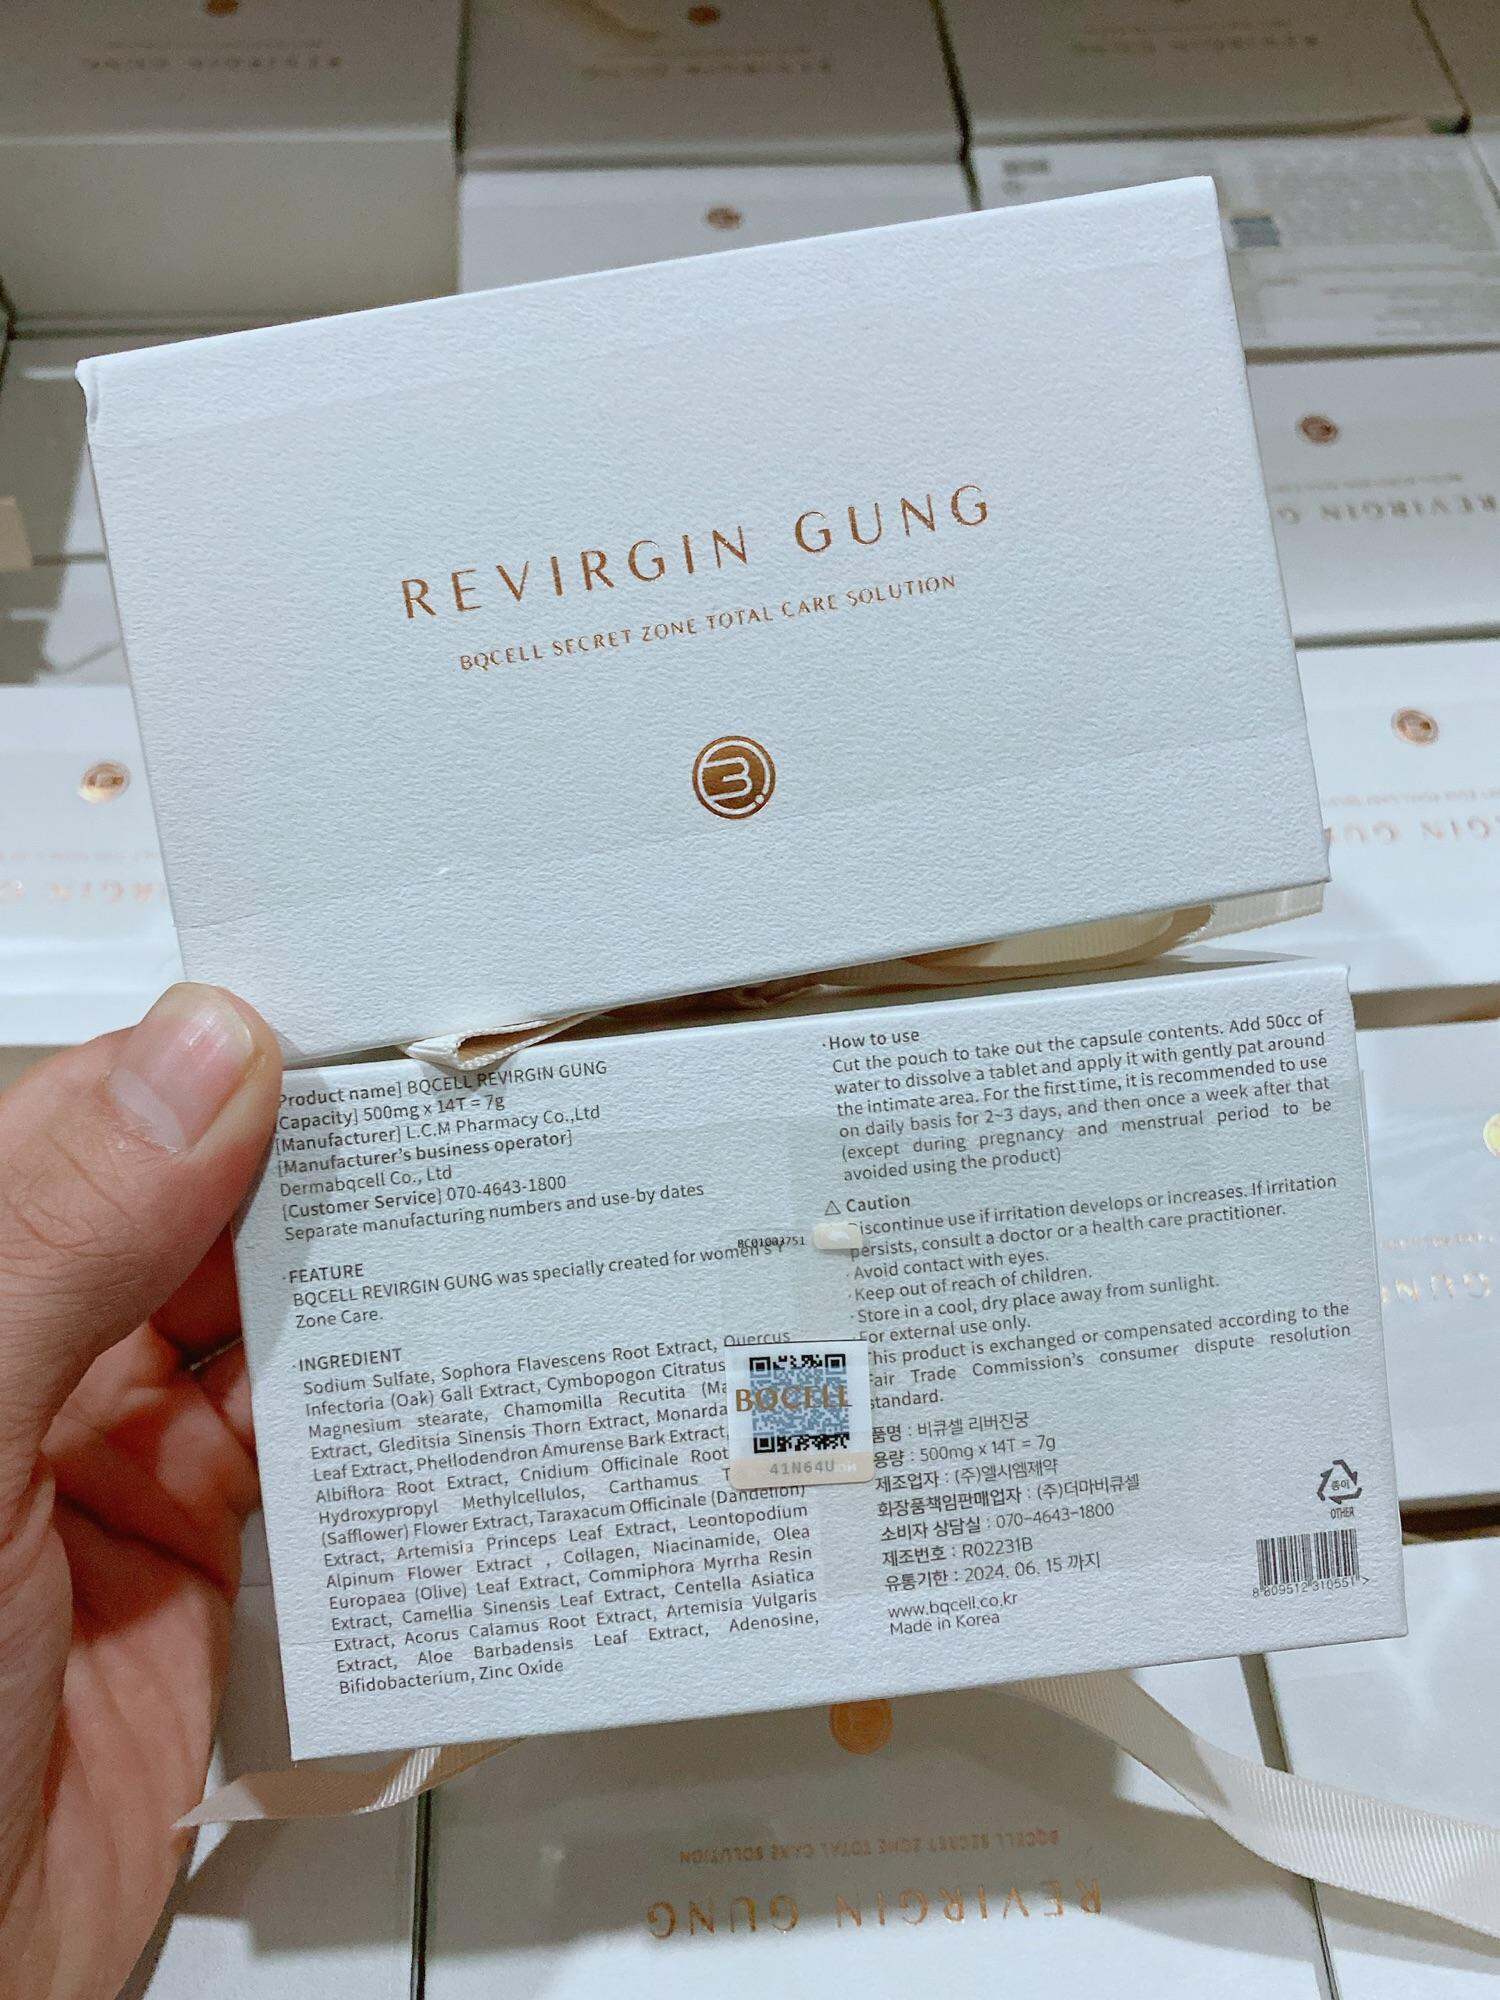 REVIRGIN GUNG
BQCELL SECRET ZONE TOTAL CARE SOLUTION
Product name] BQCELL REVIRGIN GUNG
[Capacity] 500mg x 14T = 7g
[Manufacturer] L.C.M Pharmacy Co.,Ltd
[Manufacturer's business operator]
Dermabqcell Co., Ltd
[Customer Service] 070-4643-1800
Separate manufacturing numbers and use-by dates
·FEATURE
BQCELL REVIRGIN GUNG was specially created for women's Y
Zone Care.
·INGREDIENT
Sodium Sulfate, Sophora Flavescens Root Extract, Quercus
Infectoria (Oak) Gall Extract, Cymbopogon Citratus
Magnesium stearate, Chamomilla Recutita
Extract, Gleditsia Sinensis Thorn Extract, Monarda
Leaf Extract, Phellodendron Amurense Bark Extract,
Albiflora Root Extract, Cnidium Officinale Root
Hydroxypropyl Methylcellulos, Carthamus
(Safflower) Flower Extract, Taraxacum Officinale (Dandelion)
Extract, Artemisia Princeps Leaf Extract, Leontopodium
Alpinum Flower Extract , Collagen, Niacinamide, Olea
Europaea (Olive) Leaf Extract, Commiphora Myrrha Resin
Extract, Camellia Sinensis Leaf Extract, Centella Asiatica
Extract, Acorus Calamus Root Extract, Artemisia Vulgaris
Extract, Aloe Barbadensis Leaf Extract, Adenosine,
Bifidobacterium, Zinc Oxide
·How to use
Cut the pouch to take out the capsule contents. Add 50cc of
water to dissolve a tablet and apply it with gently pat around
the intimate area. For the first time, it is recommended to use
on daily basis for 2~3 days, and then once a week after that
(except during pregnancy and menstrual period to be
avoided using the product)
⚠ Caution
Discontinue use if irritation develops or increases. If irritation
persists, consult a doctor or a health care practitioner.
·Avoid contact with eyes.
·Keep out of reach of children.
·Store in a cool, dry place away from sunlight.
·For external use only.
This product is exchanged or compensated according to the
Fair Trade Commission's consumer dispute resolution
standard.
품명 : 비큐셀 리버진궁
용량 : 500mg x 14T = 7g
제조업자 : (주)엘시엠제약
화장품책임판매업자 : (주)더마비큐셀
소비자 상담실 : 070-4643-1800
제조번호 : R02231B
유통기한 : 2024. 06. 15 까지
www.bqcell.co.kr
Made in Korea
BQCELL
41N64U
종이
OTHER
8 809512 310551 >
BQCELL SECRET ZONE TOTAL CARE SOLUTION
REVIRGIN GUNG